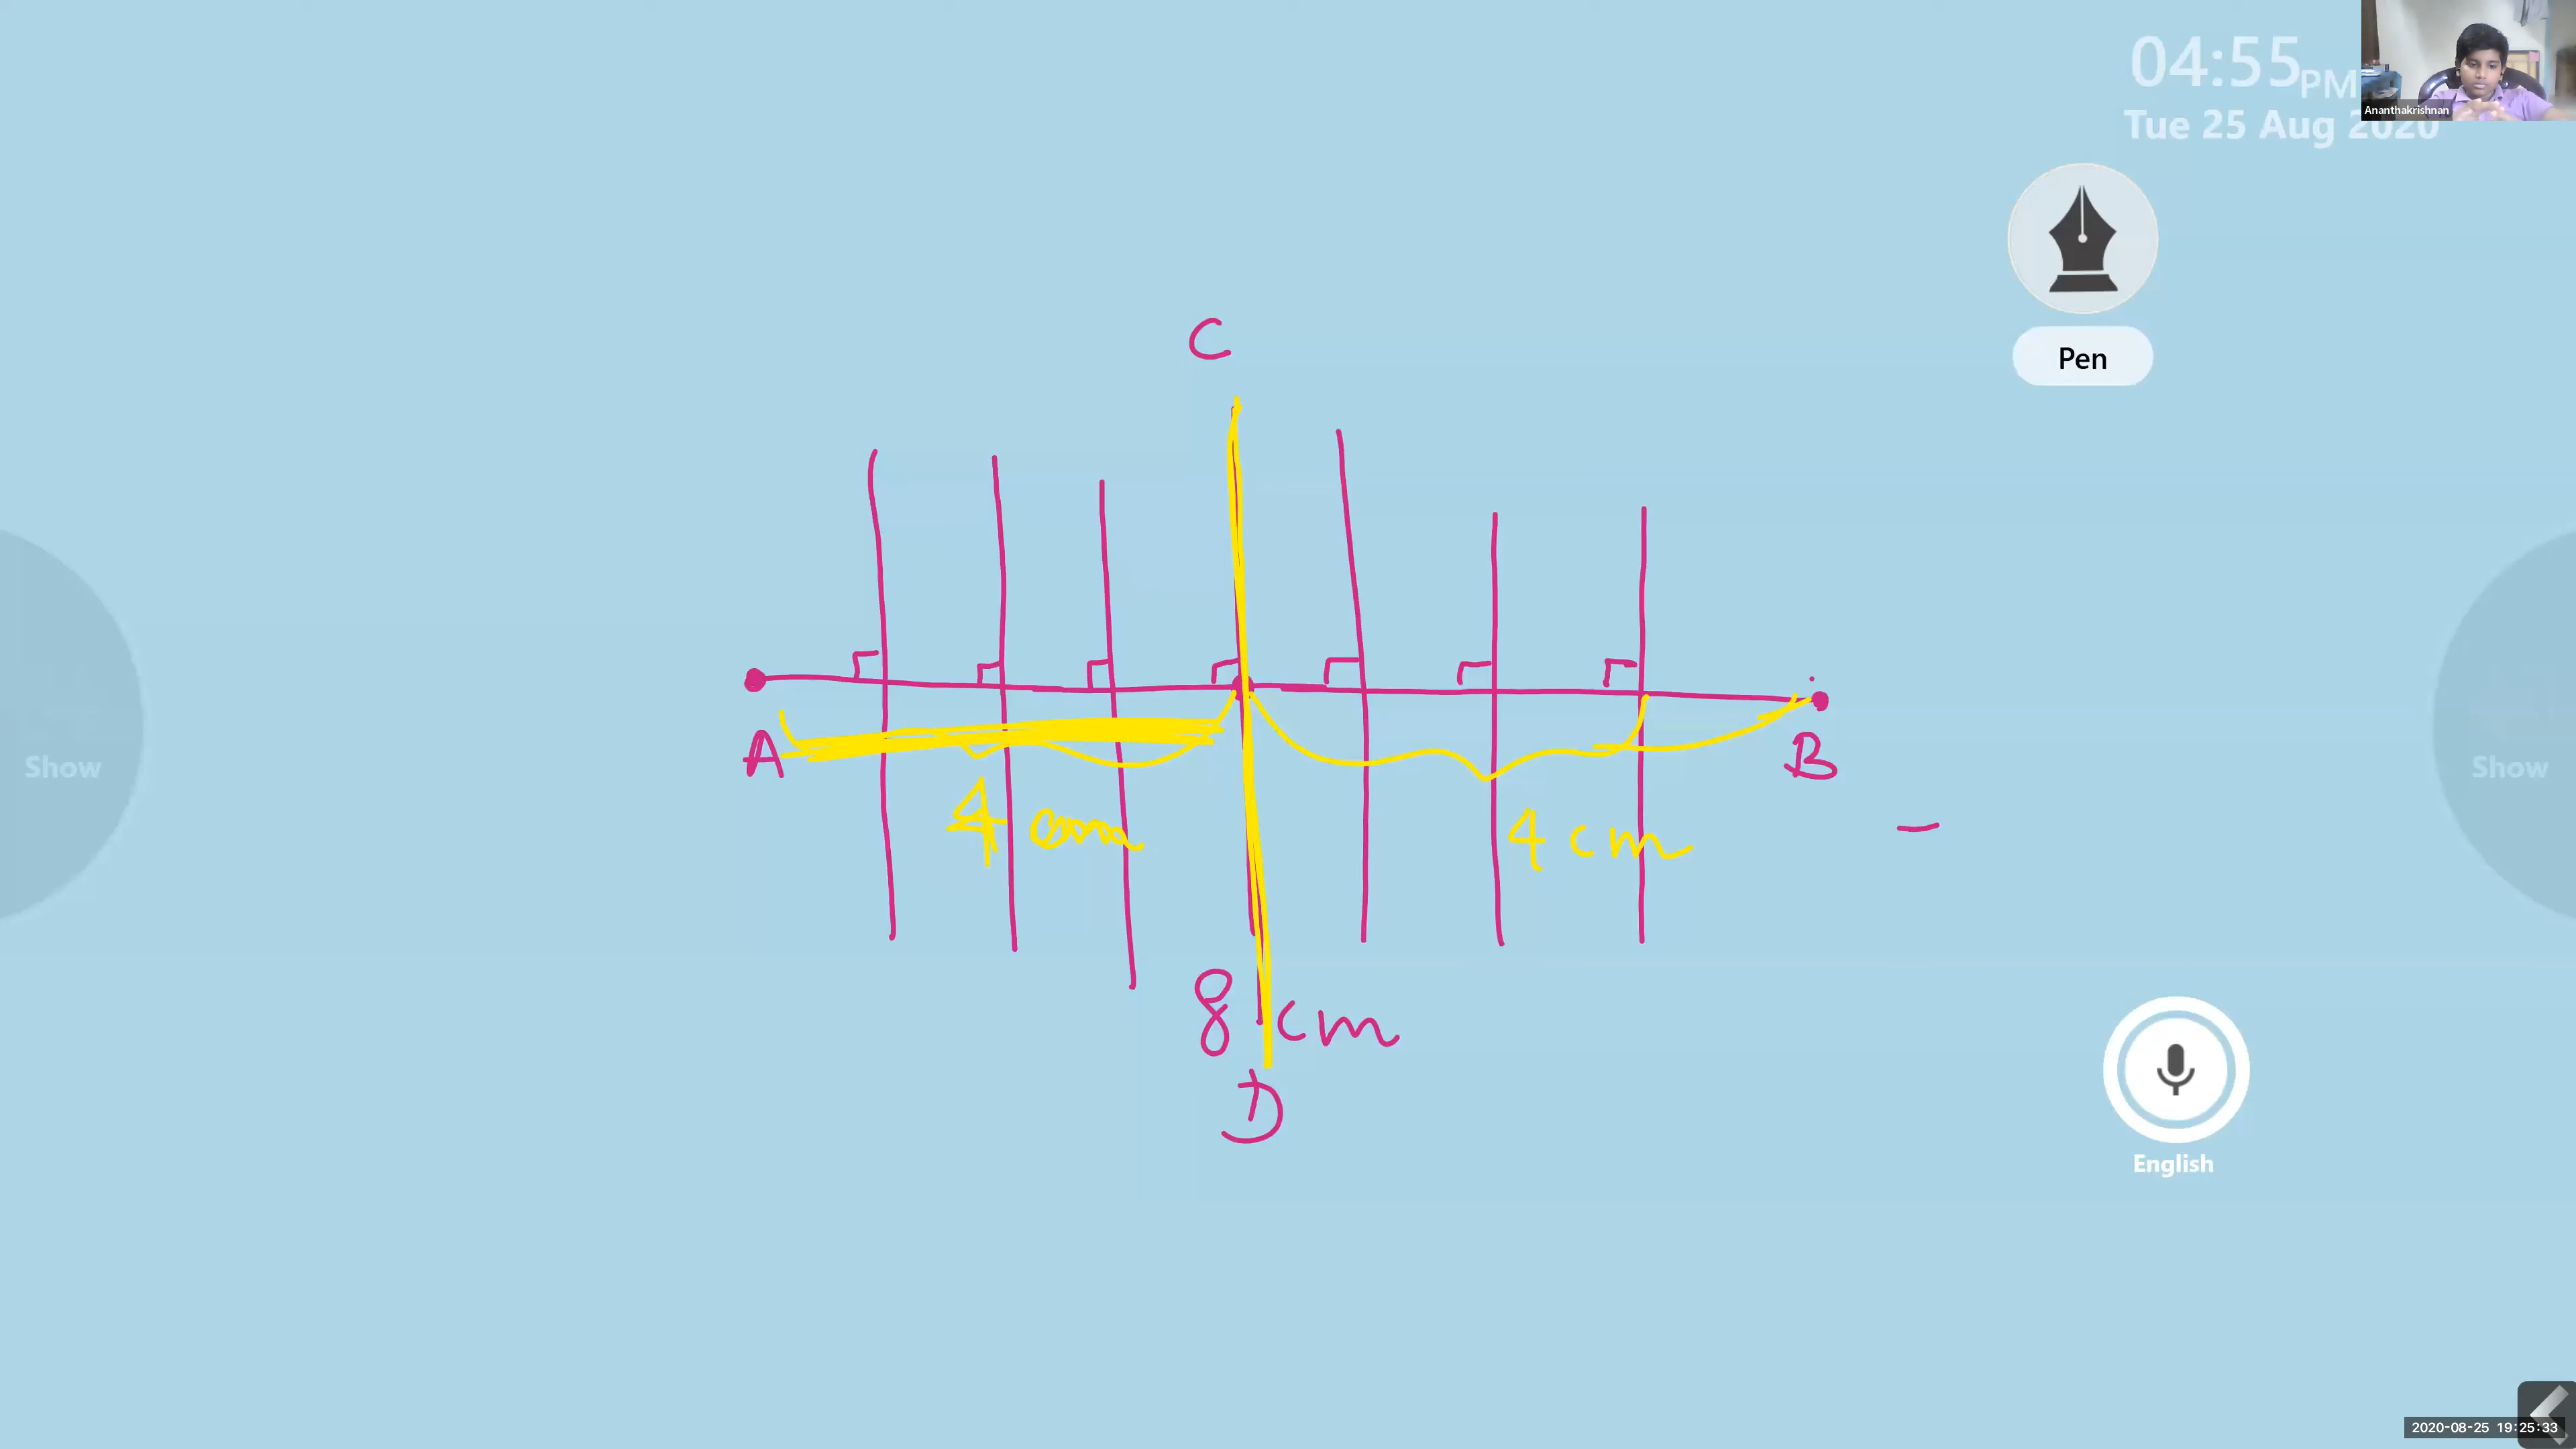 04:55PM
Tue 25 Aug 2020
Ananthakrishnan
Pen
C
A
B
4 cm
4 cm
Show
Show
8 cm
D
English
2020-08-25 19:25:33